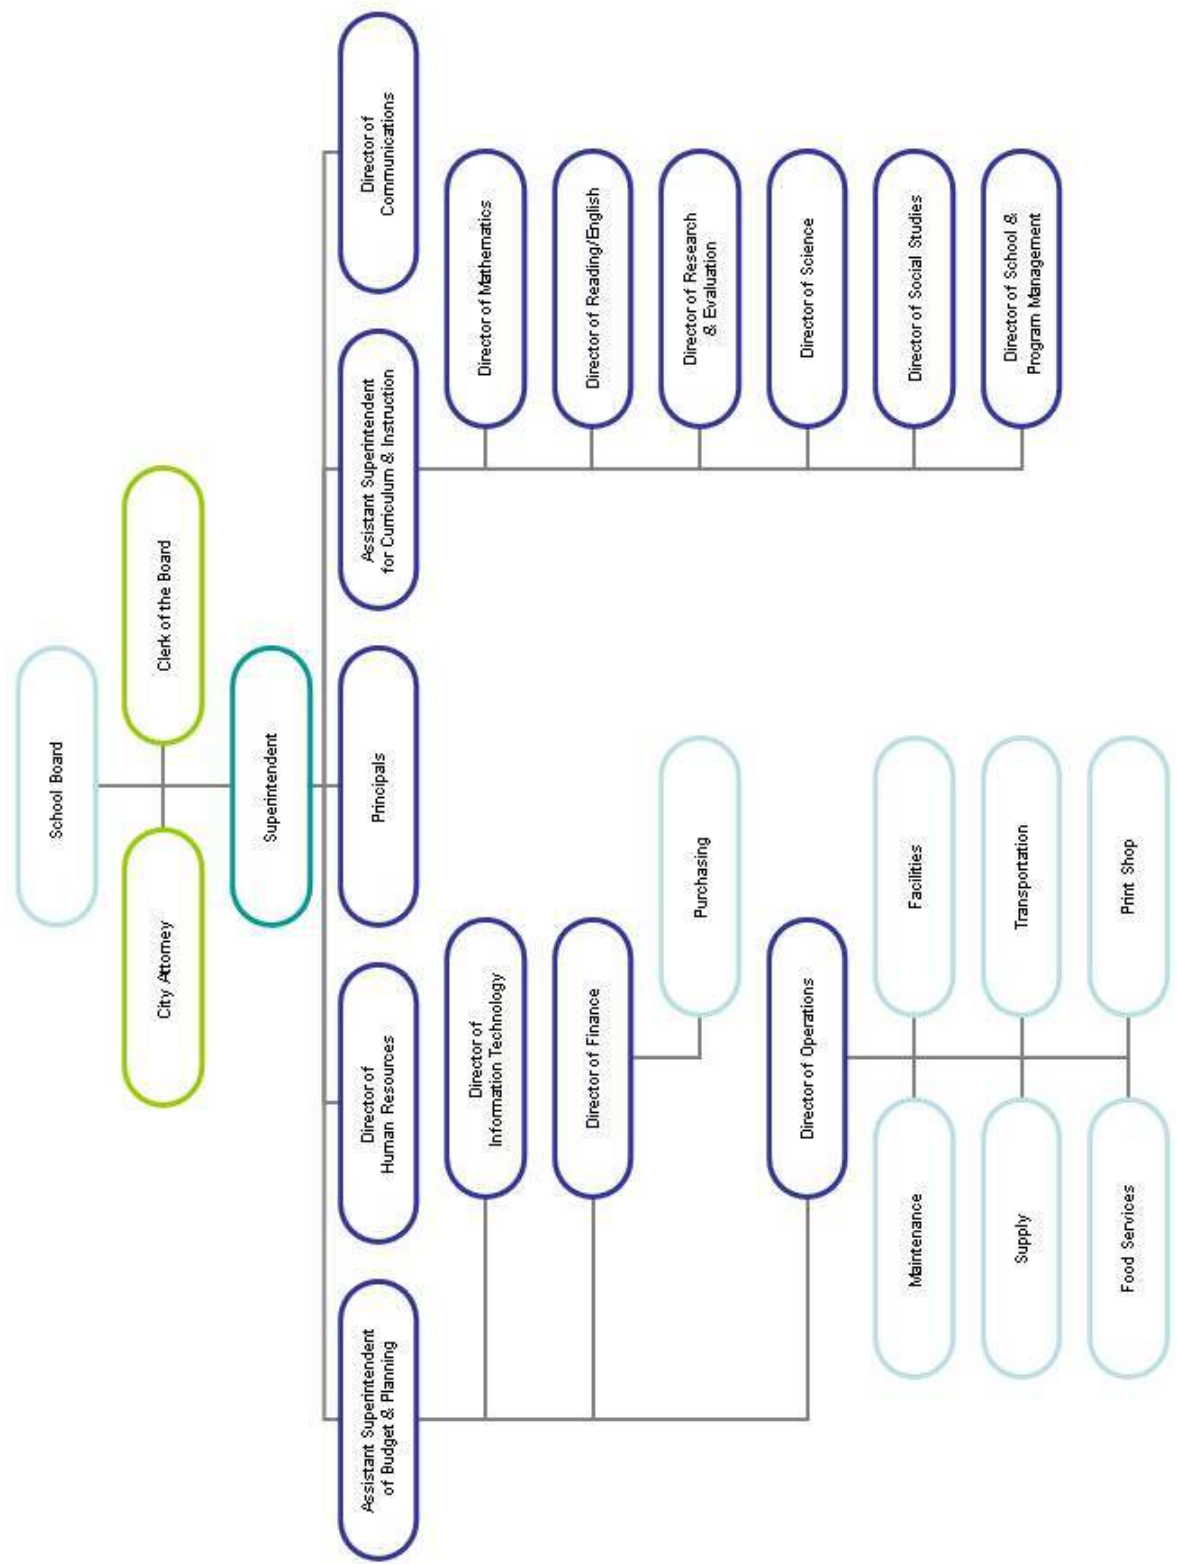 School Board
City Attorney
Clerk of the Board
Superintendent
Assistant Superintendent
of Budget & Planning
Director of
Human Resources
Principals
Assistant Superintendent
for Curriculum & Instruction
Director of
Communications
Director of
Information Technology
Director of Finance
Purchasing
Director of Operations
Maintenance
Facilities
Supply
Transportation
Food Services
Print Shop
Director of Mathematics
Director of Reading/English
Director of Research
& Evaluation
Director of Science
Director of Social Studies
Director of School &
Program Management